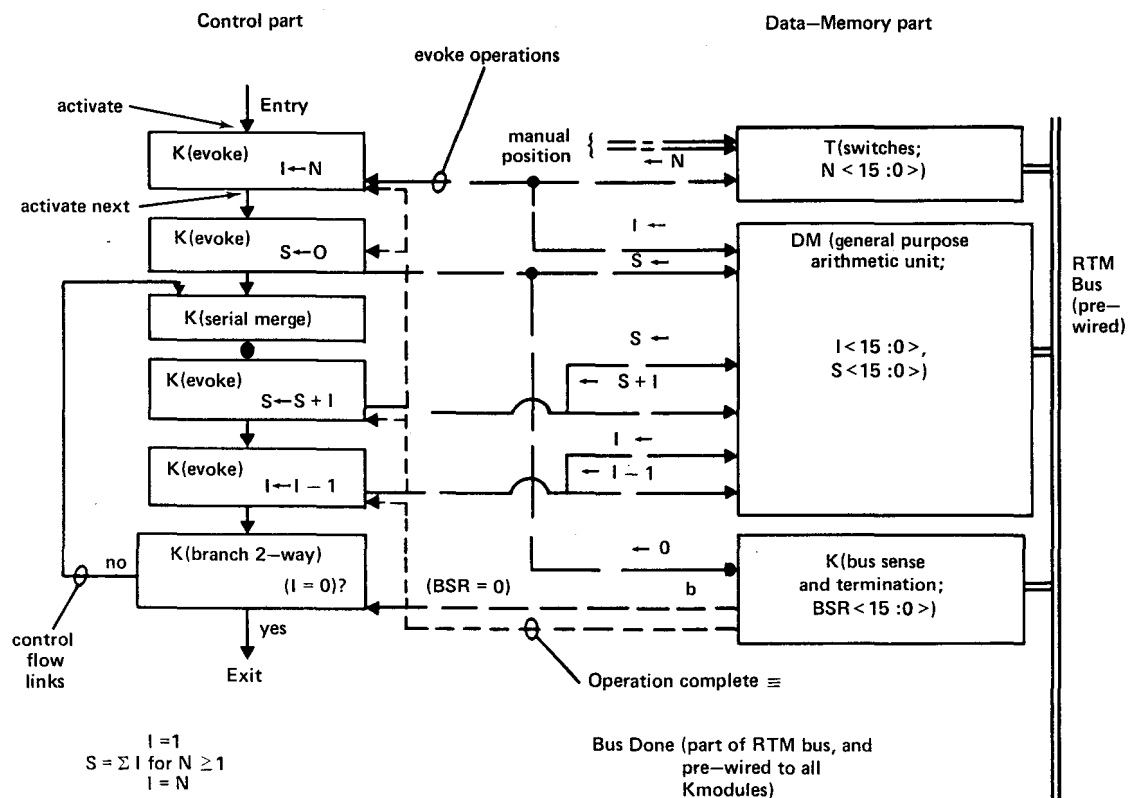 Control part
Data—Memory part
evoke operations
activate
Entry
K(evoke)
I←N
manual
position
{
← N
T(switches;
N < 15 :0>)
activate next
K(evoke)
S←O
I ←
S ←
DM (general purpose
arithmetic unit;
I<15 :0>,
S<15 :0>)
RTM
Bus
(pre—
wired)
K(serial merge)
K(evoke)
S←S + I
S ←
← S + I
K(evoke)
I←I – 1
I ←
← I – 1
K(branch 2—way)
(I = 0)?
no
yes
Exit
control
flow
links
← 0
(BSR = 0)
b
K(bus sense
and termination;
BSR<15 :0>)
Operation complete ≡
I =1
S = Σ I for N ≥1
I = N
Bus Done (part of RTM bus, and
pre—wired to all
Kmodules)